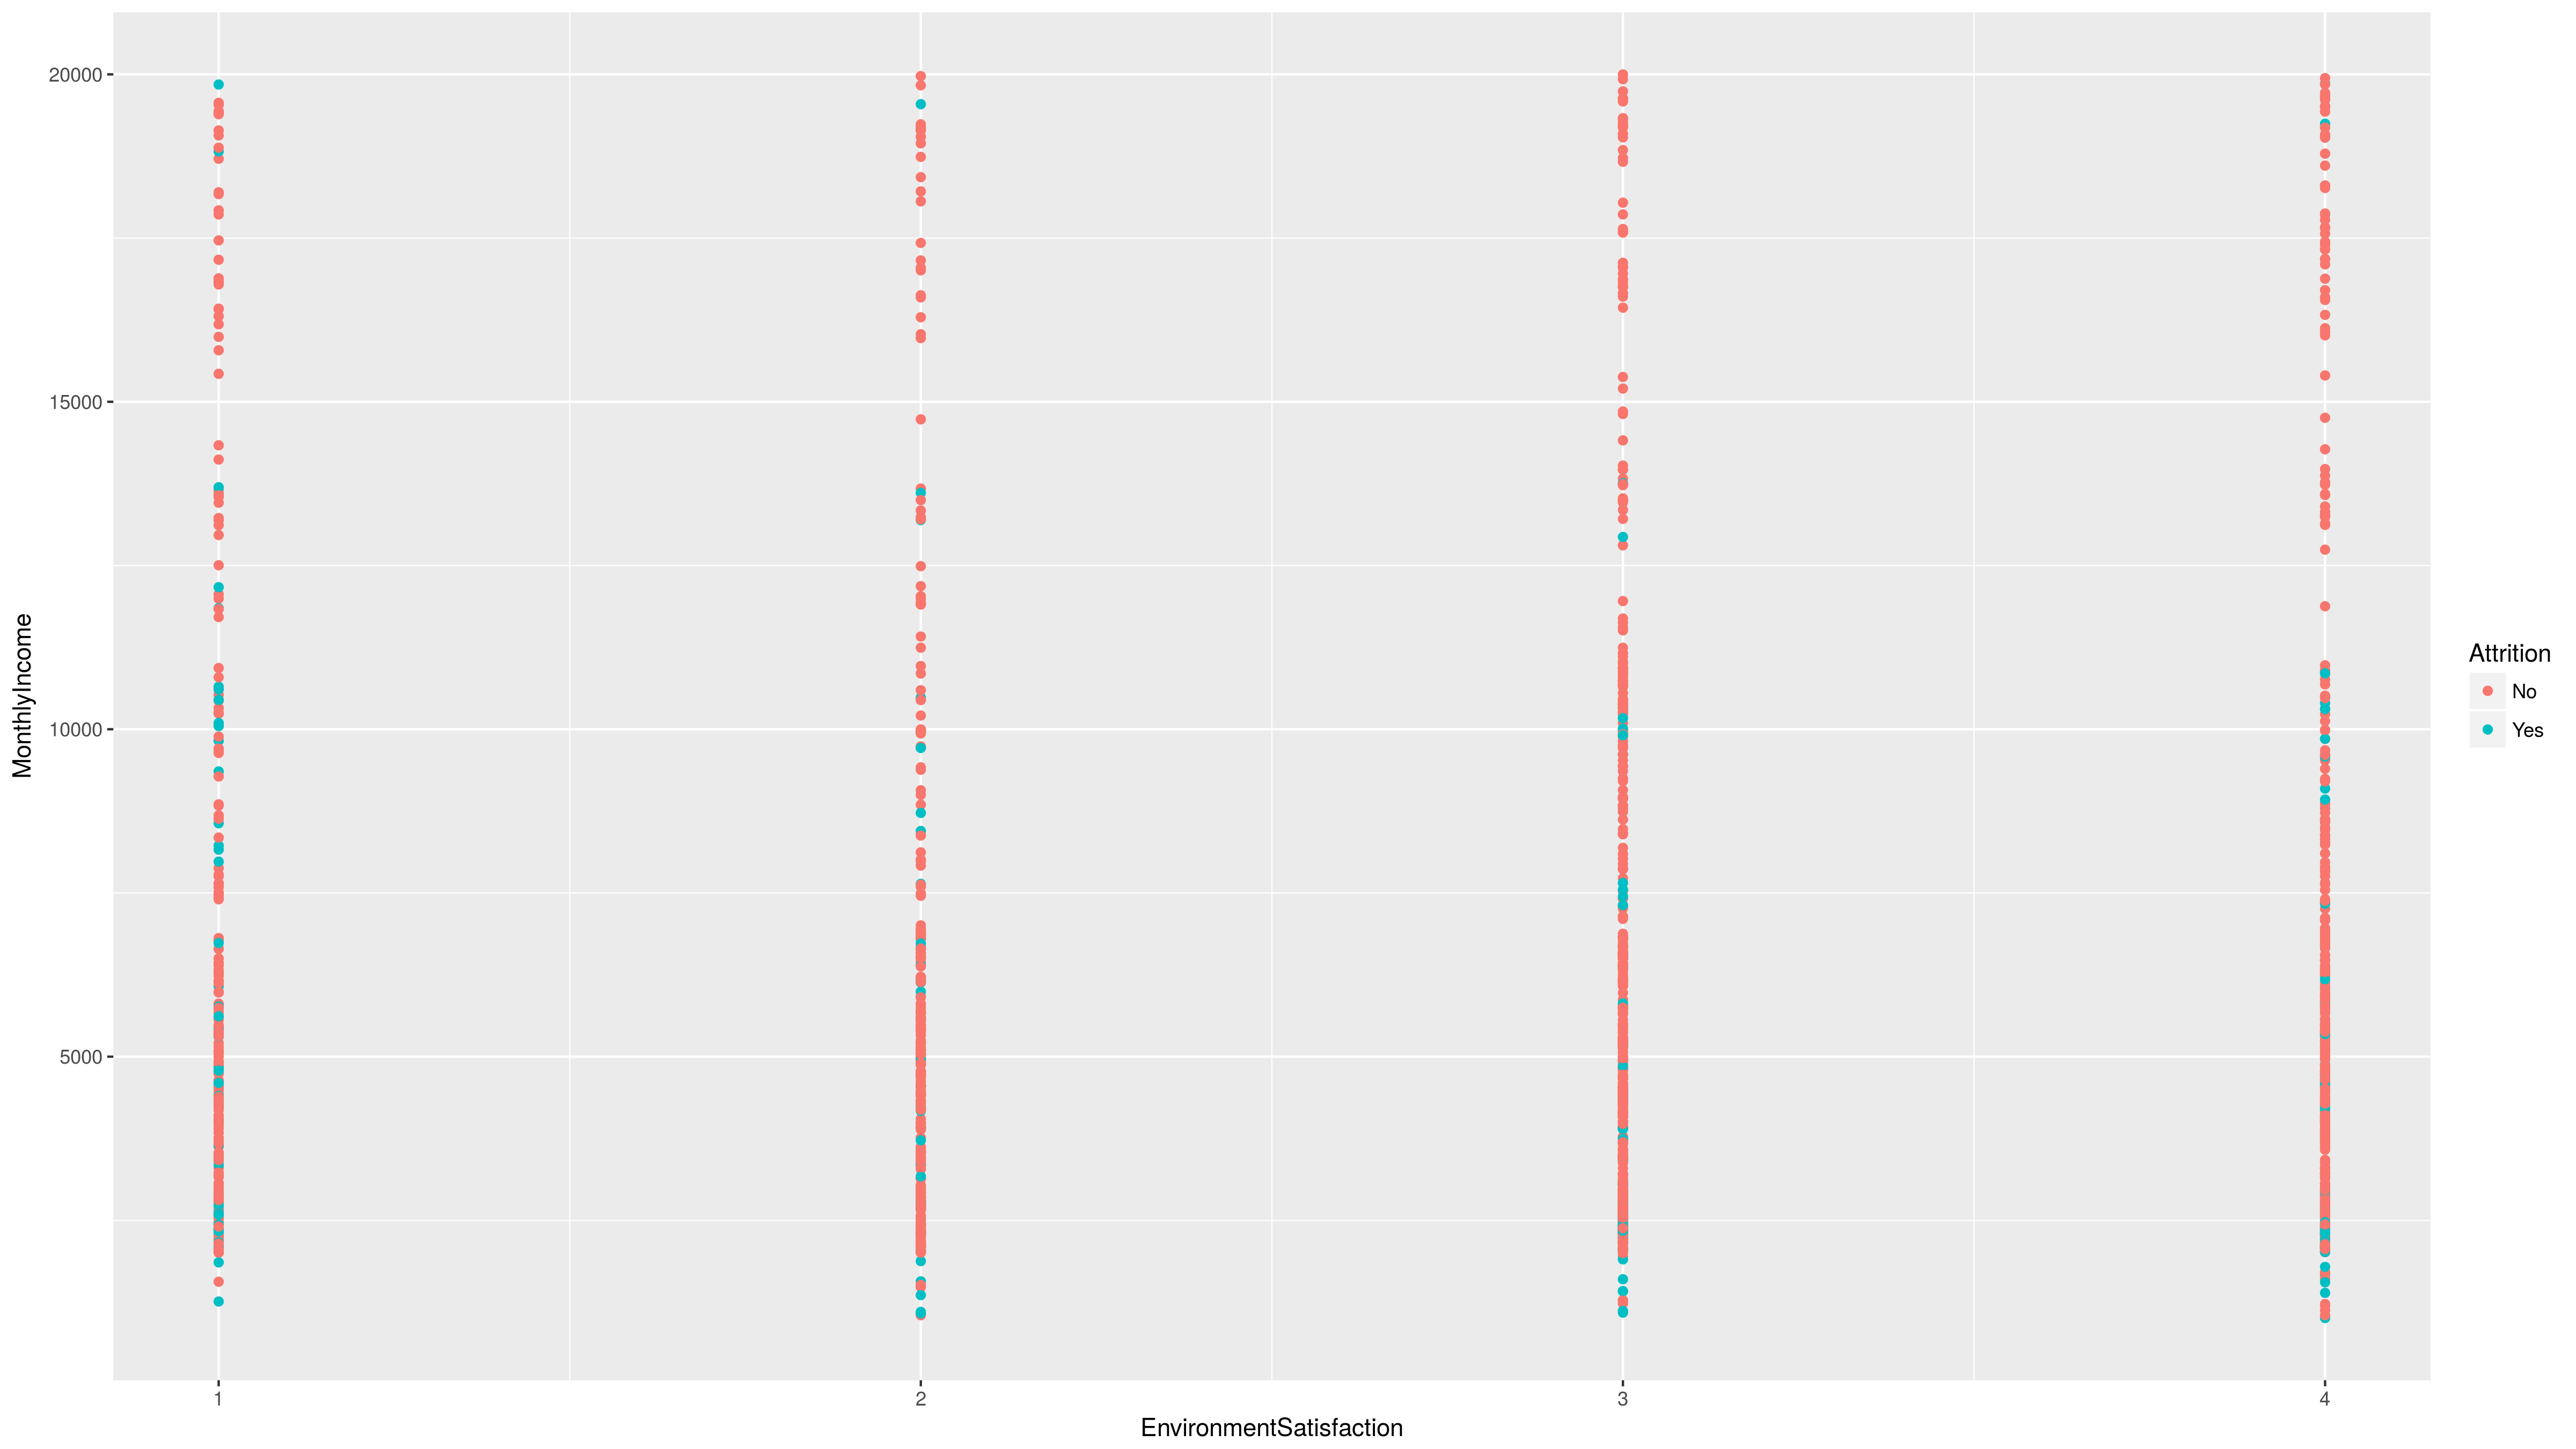 20000
15000
10000
5000
MonthlyIncome
1 2 3 4
EnvironmentSatisfaction
Attrition
No
Yes